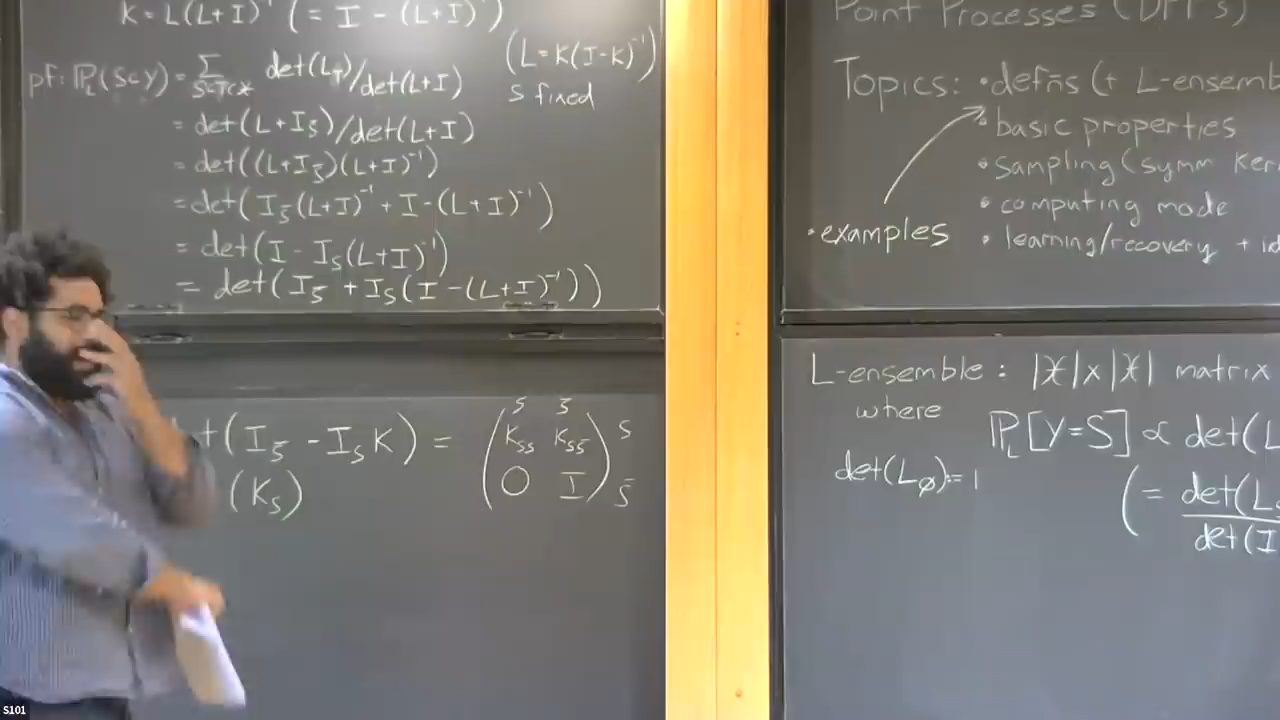 K = L(L+I)⁻¹ (= I - (L+I)⁻¹)
pf: ℙ_L(S⊂Y) = Σ_{S⊂T⊂X} det(L_T)/det(L+I) (L=K(I-K)⁻¹)
S fixed
= det(L+I_S̄)/det(L+I)
= det((L+I_S̄)(L+I)⁻¹)
= det(I_S̄(L+I)⁻¹ + I-(L+I)⁻¹)
= det(I - I_S(L+I)⁻¹)
= det(I_S̄ + I_S(I-(L+I)⁻¹))
t(I_S̄ - I_S K) = (K_SS K_SS̄) S
(0 I) S̄
S S̄
(K_S)
Point Processes (DPPs)
Topics: • defns (+ L-ensemb
• basic properties
• sampling (symm ker
• computing mode
• examples
• learning/recovery + id
L-ensemble: |X|x|X| matrix
where
ℙ_L[Y=S] ∝ det(L
det(L_∅):=1
(= det(L_S
det(I
S101